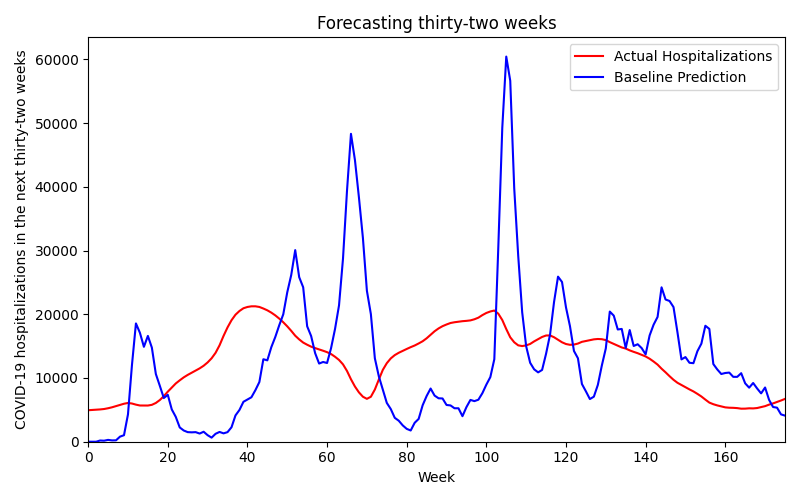 Forecasting thirty-two weeks
Actual Hospitalizations
Baseline Prediction
COVID-19 hospitalizations in the next thirty-two weeks
60000
50000
40000
30000
20000
10000
0
0 20 40 60 80 100 120 140 160
Week